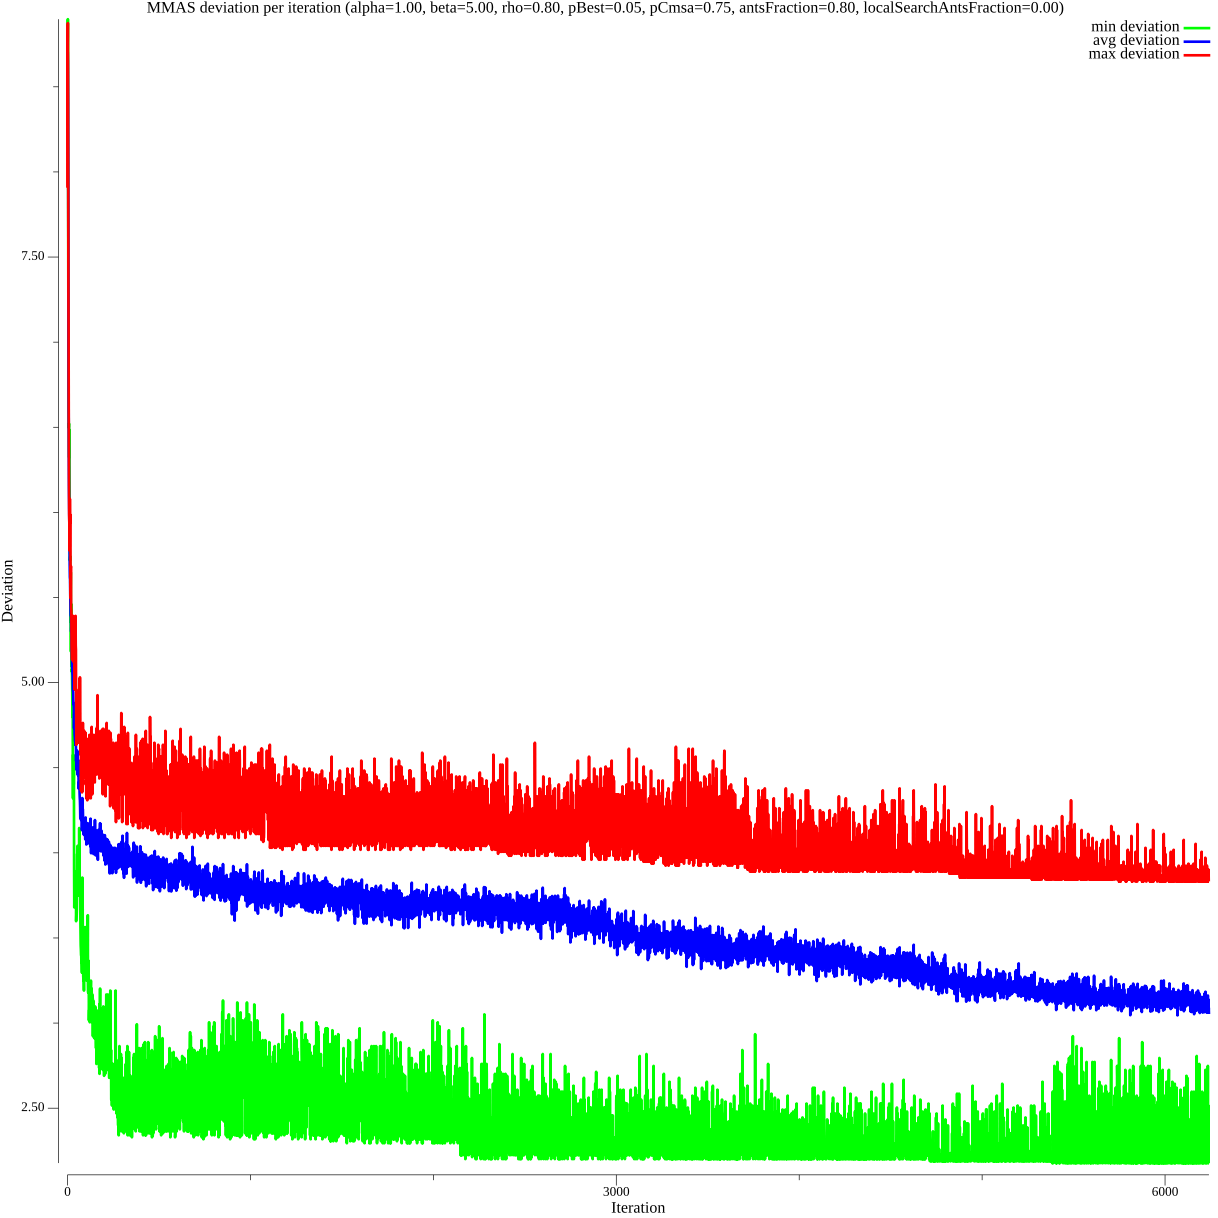 MMAS deviation per iteration (alpha=1.00, beta=5.00, rho=0.80, pBest=0.05, pCmsa=0.75, antsFraction=0.80, localSearchAntsFraction=0.00)
min deviation
avg deviation
max deviation
7.50
5.00
2.50
Deviation
0
3000
6000
Iteration